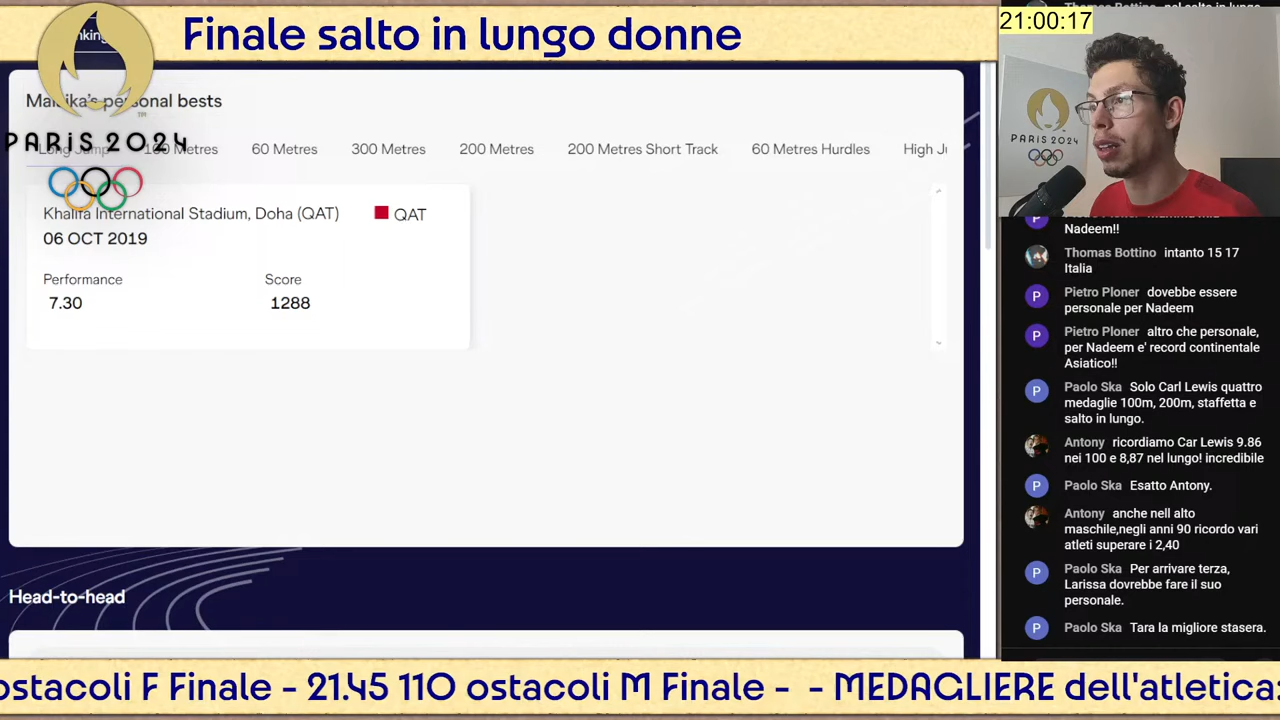 Finale salto in lungo donne
21:00:17
PARIS 2024
personal bests
Metres
60 Metres
300 Metres
200 Metres
200 Metres Short Track
60 Metres Hurdles
High Ju
Khalifa International Stadium, Doha (QAT)
QAT
06 OCT 2019
Performance
Score
7.30
1288
Head-to-head
PARIS 2024
Nadeem!!
Thomas Bottino intanto 15 17
Italia
Pietro Ploner dovebbe essere
personale per Nadeem
Pietro Ploner altro che personale,
per Nadeem e' record continentale
Asiatico!!
Paolo Ska Solo Carl Lewis quattro
medaglie 100m, 200m, staffetta e
salto in lungo.
Antony ricordiamo Car Lewis 9.86
nei 100 e 8,87 nel lungo! incredibile
Paolo Ska Esatto Antony.
Antony anche nell alto
maschile,negli anni 90 ricordo vari
atleti superare i 2,40
Paolo Ska Per arrivare terza,
Larissa dovrebbe fare il suo
personale.
Paolo Ska Tara la migliore stasera.
ostacoli F Finale - 21.45 110 ostacoli M Finale - - MEDAGLIERE dell'atletica: